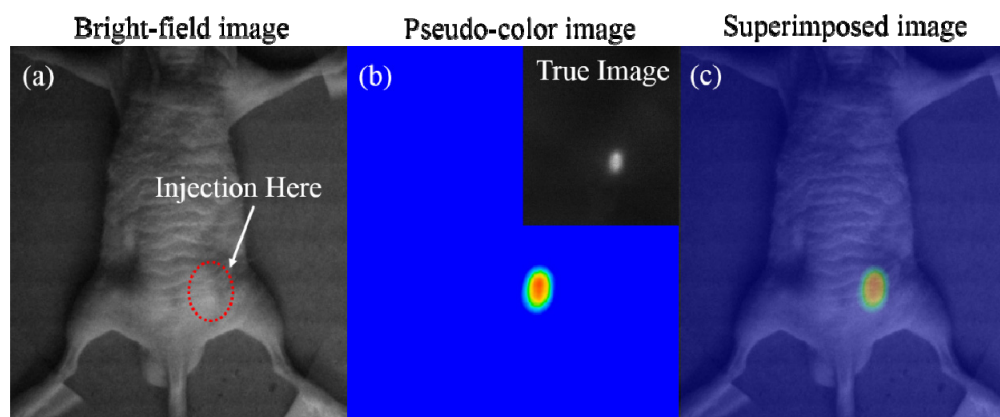 Bright-field image
Pseudo-color image
Superimposed image
(a)
(b)
True Image
(c)
Injection Here